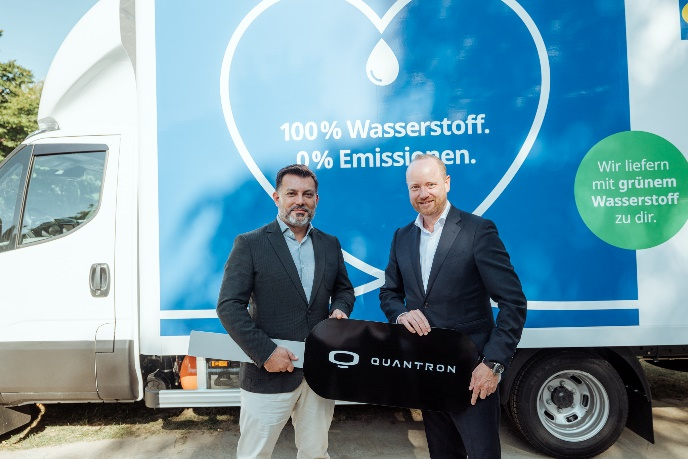 100% Wasserstoff.
0% Emissionen.
Wir liefern
mit grünem
Wasserstoff
zu dir.
QUANTRON